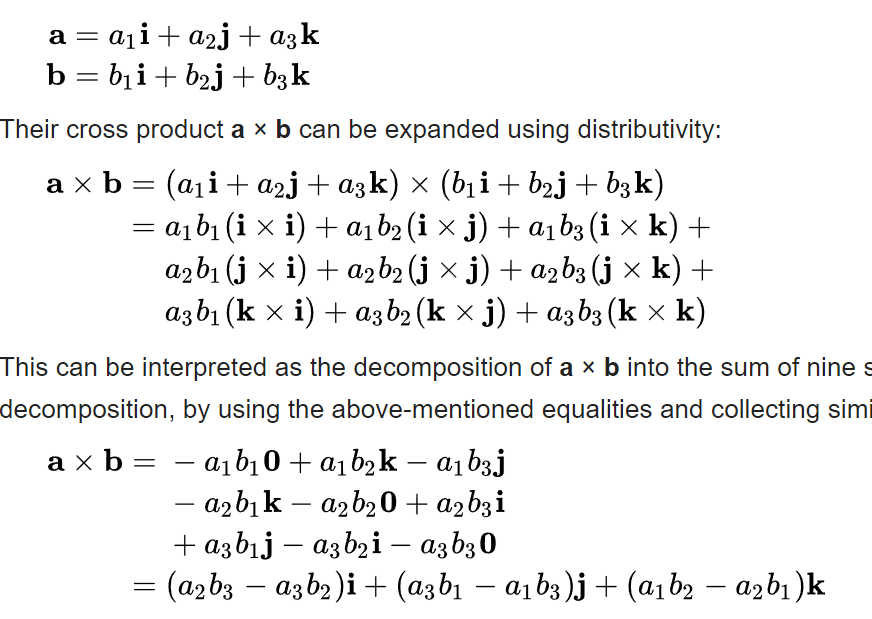 a = a₁i + a₂j + a₃k
b = b₁i + b₂j + b₃k
Their cross product a × b can be expanded using distributivity:
a × b = (a₁i + a₂j + a₃k) × (b₁i + b₂j + b₃k)
= a₁b₁(i × i) + a₁b₂(i × j) + a₁b₃(i × k) +
a₂b₁(j × i) + a₂b₂(j × j) + a₂b₃(j × k) +
a₃b₁(k × i) + a₃b₂(k × j) + a₃b₃(k × k)
This can be interpreted as the decomposition of a × b into the sum of nine
decomposition, by using the above-mentioned equalities and collecting
a × b = − a₁b₁0 + a₁b₂k − a₁b₃j
− a₂b₁k − a₂b₂0 + a₂b₃i
+ a₃b₁j − a₃b₂i − a₃b₃0
= (a₂b₃ − a₃b₂)i + (a₃b₁ − a₁b₃)j + (a₁b₂ − a₂b₁)k